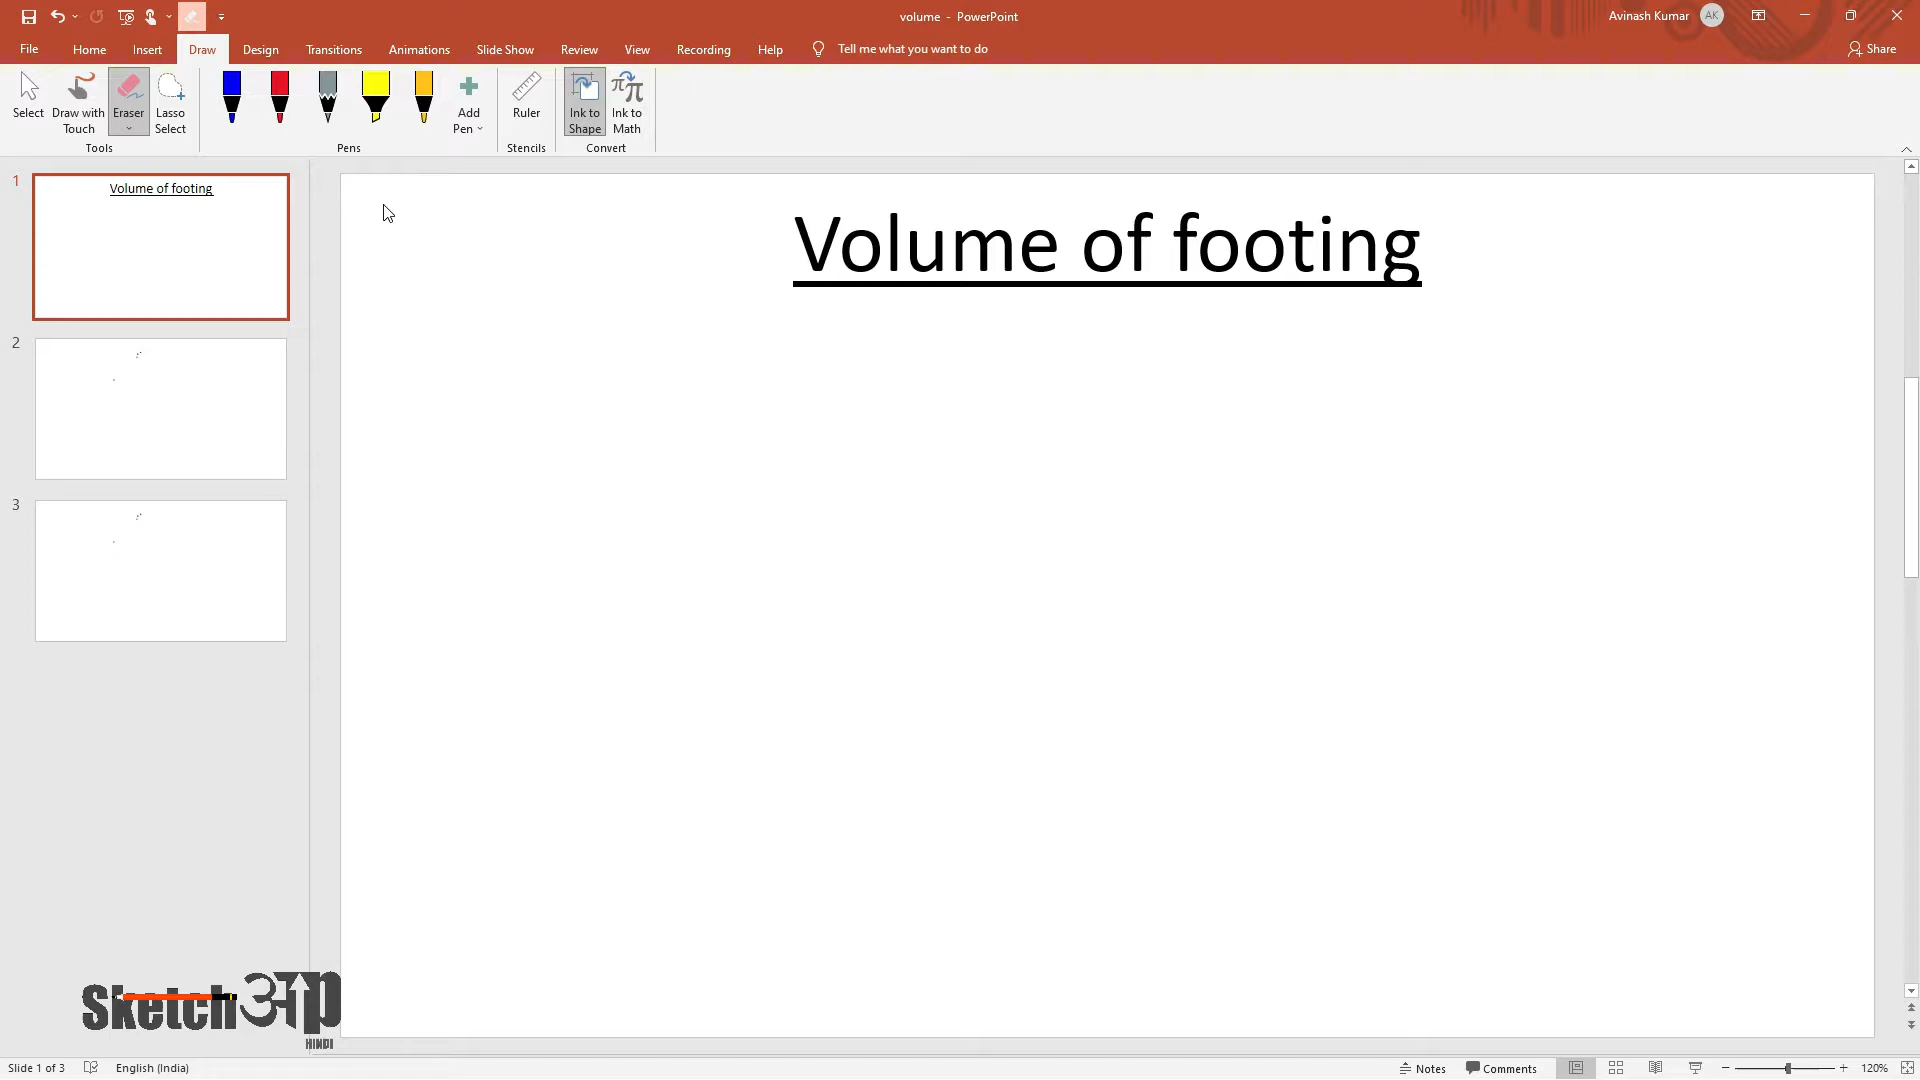 volume - PowerPoint
Avinash Kumar AK
File Home Insert Draw Design Transitions Animations Slide Show Review View Recording Help Tell me what you want to do Share
Select
Draw with Touch
Eraser
Lasso Select
Add Pen
Ruler
Ink to Shape
Ink to Math
Tools Pens Stencils Convert
1
Volume of footing
2
3
Volume of footing
Sketchअप
HINDI
Slide 1 of 3 English (India) Notes Comments 120%